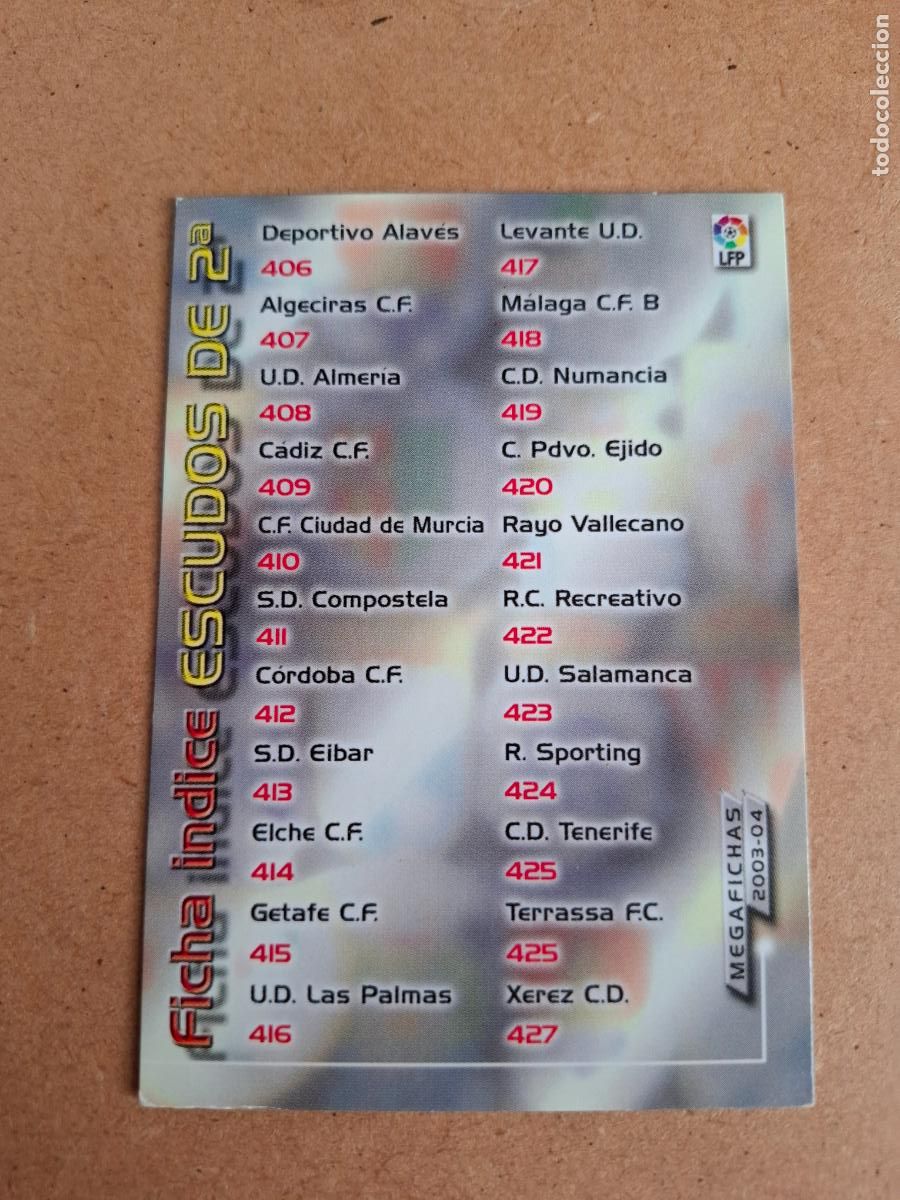 Ficha indice ESCUDOS DE 2ª
Deportivo Alavés
406
Algeciras C.F.
407
U.D. Almería
408
Cádiz C.F.
409
C.F. Ciudad de Murcia
410
S.D. Compostela
411
Córdoba C.F.
412
S.D. Eibar
413
Elche C.F.
414
Getafe C.F.
415
U.D. Las Palmas
416
Levante U.D.
417
Málaga C.F. B
418
C.D. Numancia
419
C. Pdvo. Ejido
420
Rayo Vallecano
421
R.C. Recreativo
422
U.D. Salamanca
423
R. Sporting
424
C.D. Tenerife
425
Terrassa F.C.
425
Xerez C.D.
427
LFP
MEGAFICHAS
2003-04
todocoleccion